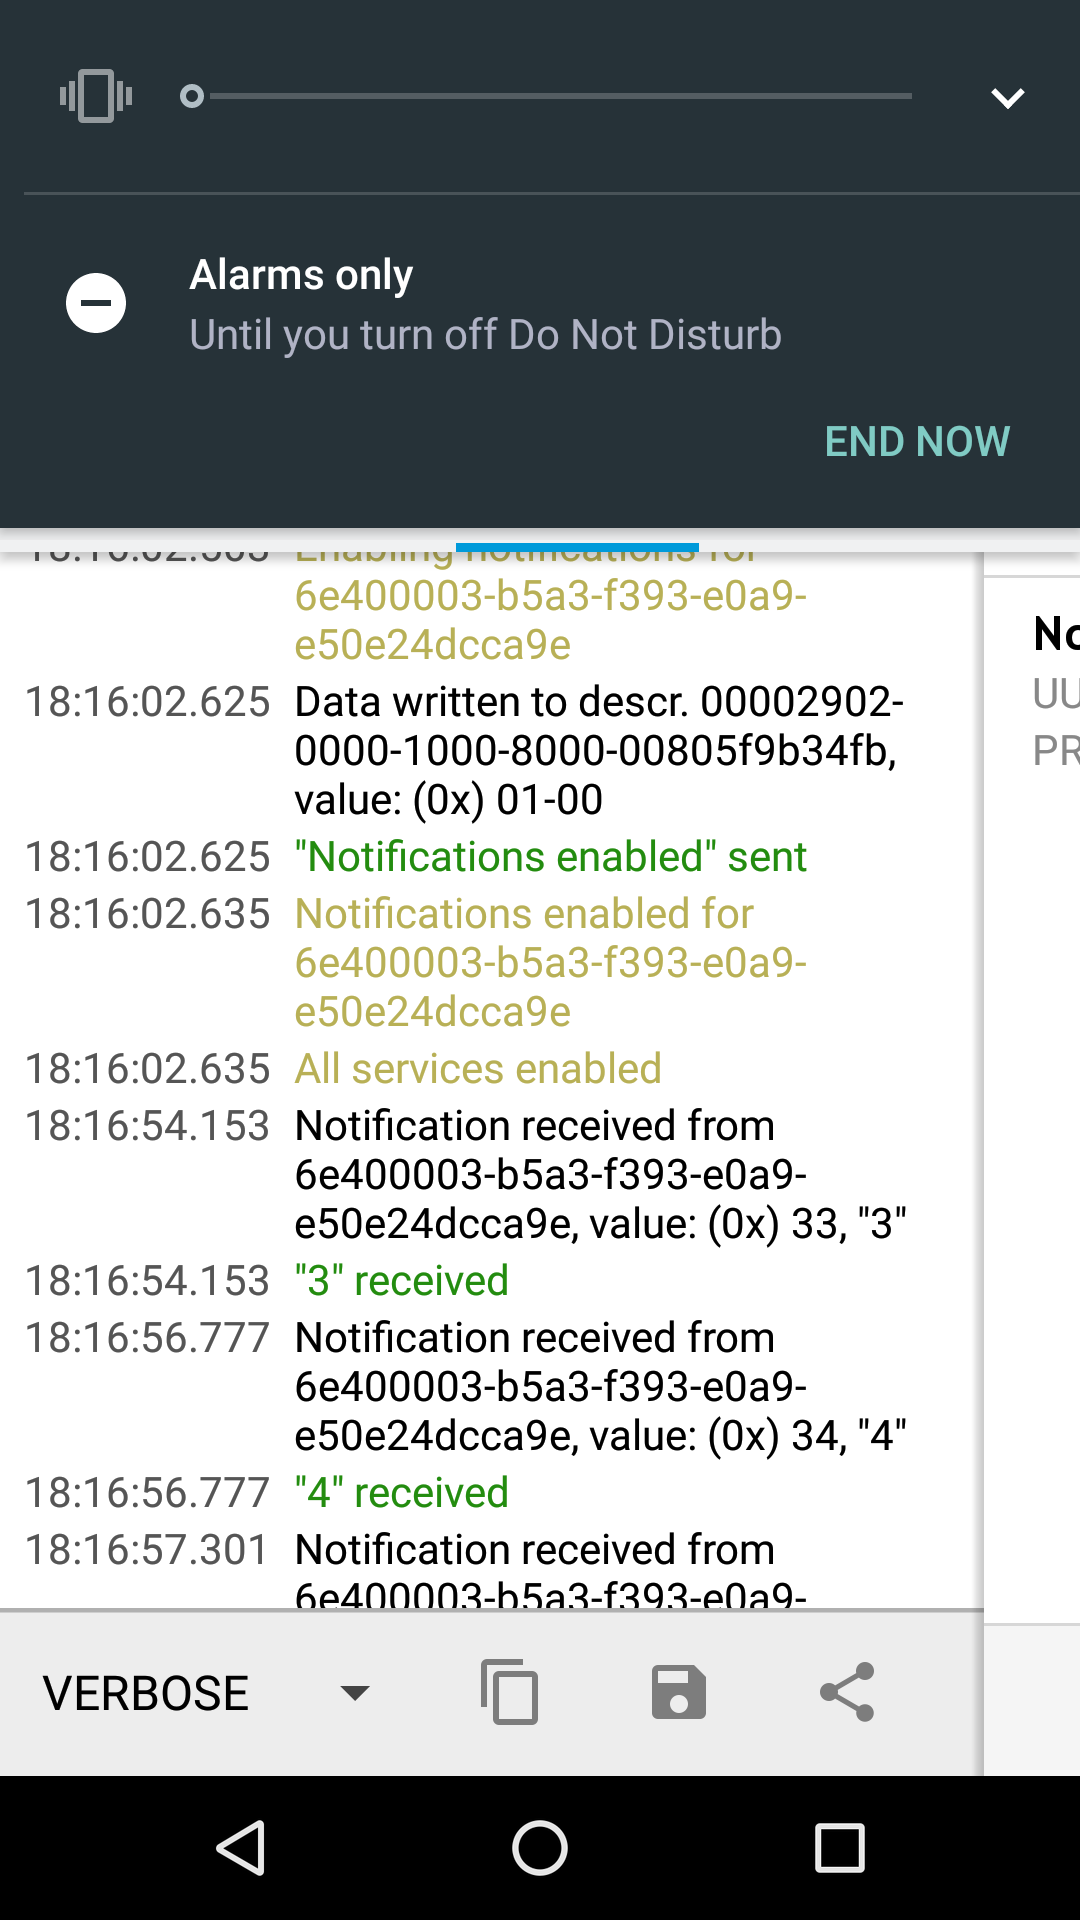 Alarms only
Until you turn off Do Not Disturb
END NOW
Enabling notifications for
6e400003-b5a3-f393-e0a9-
e50e24dcca9e
18:16:02.625 Data written to descr. 00002902-
0000-1000-8000-00805f9b34fb,
value: (0x) 01-00
18:16:02.625 "Notifications enabled" sent
18:16:02.635 Notifications enabled for
6e400003-b5a3-f393-e0a9-
e50e24dcca9e
18:16:02.635 All services enabled
18:16:54.153 Notification received from
6e400003-b5a3-f393-e0a9-
e50e24dcca9e, value: (0x) 33, "3"
18:16:54.153 "3" received
18:16:56.777 Notification received from
6e400003-b5a3-f393-e0a9-
e50e24dcca9e, value: (0x) 34, "4"
18:16:56.777 "4" received
18:16:57.301 Notification received from
6e400003-b5a3-f393-e0a9-
No
UU
PR
VERBOSE